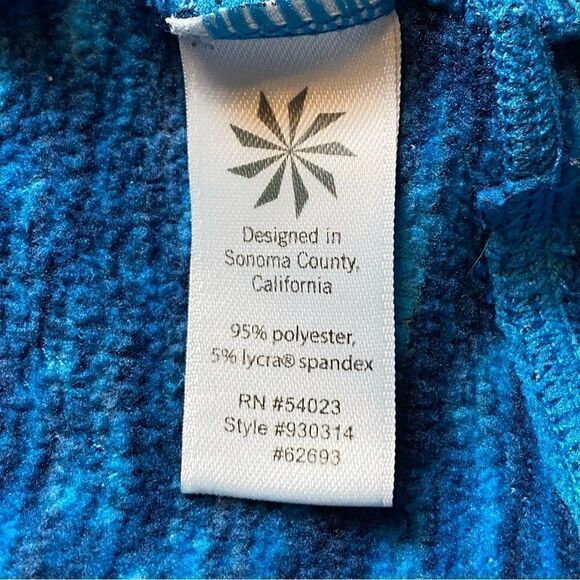 Designed in
Sonoma County,
California
95% polyester,
5% lycra® spandex
RN #54023
Style #930314
#62693